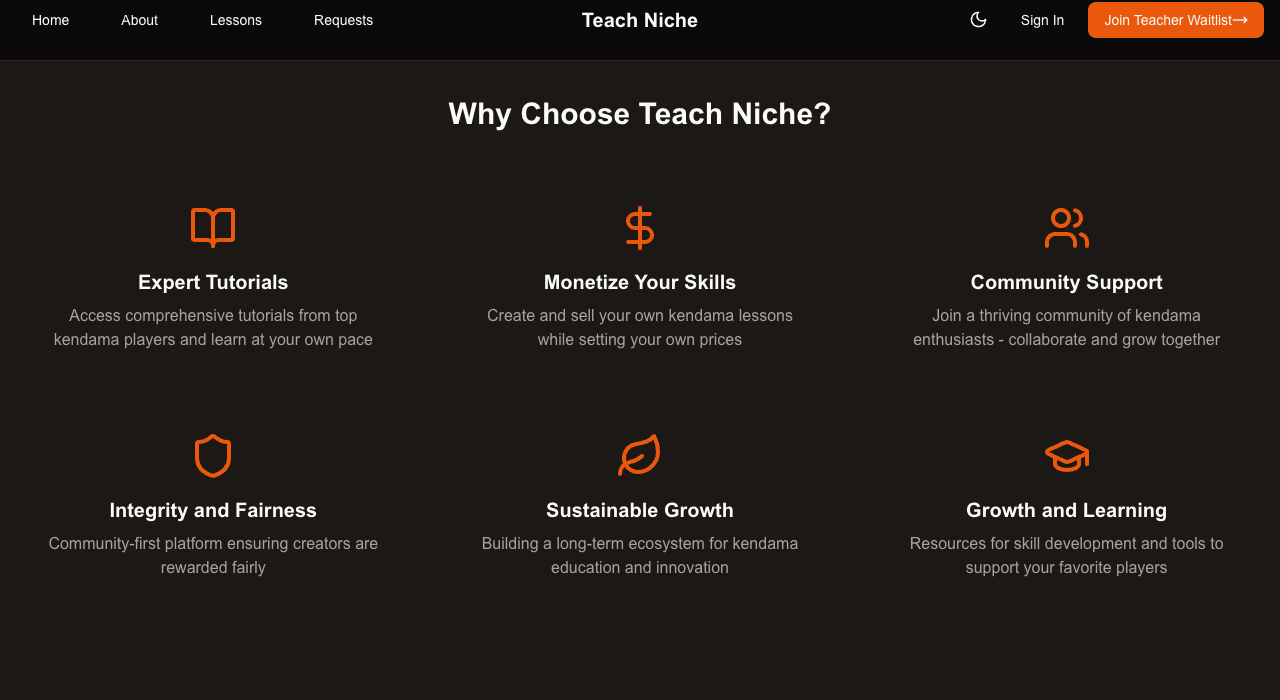 Home About Lessons Requests Teach Niche Sign In Join Teacher Waitlist→
Why Choose Teach Niche?
Expert Tutorials
Access comprehensive tutorials from top
kendama players and learn at your own pace
Monetize Your Skills
Create and sell your own kendama lessons
while setting your own prices
Community Support
Join a thriving community of kendama
enthusiasts - collaborate and grow together
Integrity and Fairness
Community-first platform ensuring creators are
rewarded fairly
Sustainable Growth
Building a long-term ecosystem for kendama
education and innovation
Growth and Learning
Resources for skill development and tools to
support your favorite players